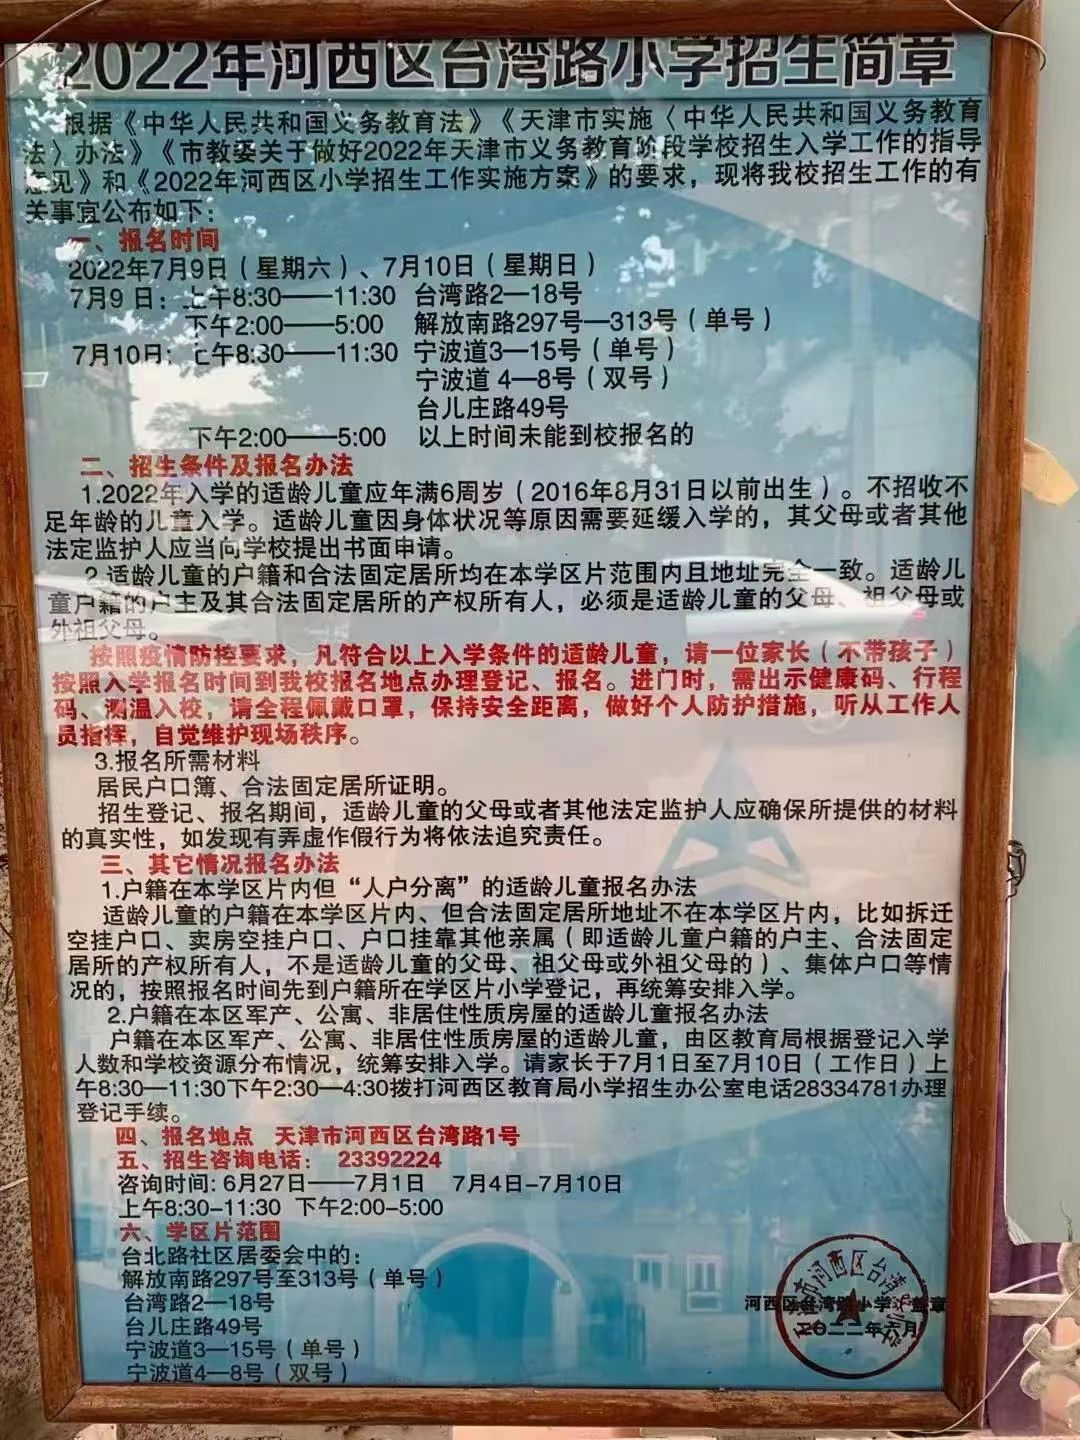 2022年河西区台湾路小学招生简章
根据《中华人民共和国义务教育法》《天津市实施〈中华人民共和国义务教育
法〉办法》《市教委关于做好2022年天津市义务教育阶段学校招生入学工作的指导
意见》和《2022年河西区小学招生工作实施方案》的要求，现将我校招生工作的有
关事宜公布如下：
一、报名时间
2022年7月9日（星期六）、7月10日（星期日）
7月9 日：上午8:30——11:30 台湾路2—18号
下午2:00——5:00 解放南路297号—313号（单号）
7月10日：上午8:30——11:30 宁波道3—15号（单号）
宁波道 4—8号（双号）
台儿庄路49号
下午2:00——5:00 以上时间未能到校报名的
二、招生条件及报名办法
1.2022年入学的适龄儿童应年满6周岁（2016年8月31日以前出生）。不招收不
足年龄的儿童入学。适龄儿童因身体状况等原因需要延缓入学的，其父母或者其他
法定监护人应当向学校提出书面申请。
2.适龄儿童的户籍和合法固定居所均在本学区片范围内且地址完全一致。适龄儿
童户籍的户主及其合法固定居所的产权所有人，必须是适龄儿童的父母、祖父母或
外祖父母。
按照疫情防控要求，凡符合以上入学条件的适龄儿童，请一位家长（不带孩子）
按照入学报名时间到我校报名地点办理登记、报名。进门时，需出示健康码、行程
码、测温入校，请全程佩戴口罩，保持安全距离，做好个人防护措施，听从工作人
员指挥，自觉维护现场秩序。
3.报名所需材料
居民户口簿、合法固定居所证明。
招生登记、报名期间，适龄儿童的父母或者其他法定监护人应确保所提供的材料
的真实性，如发现有弄虚作假行为将依法追究责任。
三、其它情况报名办法
1.户籍在本学区片内但“人户分离”的适龄儿童报名办法
适龄儿童的户籍在本学区片内、但合法固定居所地址不在本学区片内，比如拆迁
空挂户口、卖房空挂户口、户口挂靠其他亲属（即适龄儿童户籍的户主、合法固定
居所的产权所有人，不是适龄儿童的父母、祖父母或外祖父母的）、集体户口等情
况的，按照报名时间先到户籍所在学区片小学登记，再统筹安排入学。
2.户籍在本区军产、公寓、非居住性质房屋的适龄儿童报名办法
户籍在本区军产、公寓、非居住性质房屋的适龄儿童，由区教育局根据登记入学
人数和学校资源分布情况，统筹安排入学。请家长于7月1日至7月10日（工作日）上
午8:30—11:30下午2:30—4:30拨打河西区教育局小学招生办公室电话28334781办理
登记手续。
四、报名地点 天津市河西区台湾路1号
五、招生咨询电话： 23392224
咨询时间：6月27日——7月1日 7月4日-7月10日
上午8:30-11:30 下午2:00-5:00
六、学区片范围
台北路社区居委会中的：
解放南路297号至313号（单号）
台湾路2—18号
台儿庄路49号
宁波道3—15号（单号）
宁波道4—8号（双号）
河西区台湾路小学 盖章
二〇二二年六月